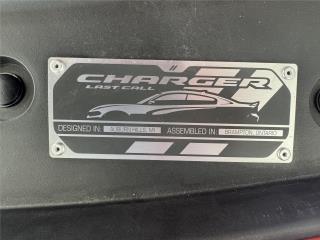 CHARGER
LAST CALL
DESIGNED IN: AUBURN HILLS, MI ASSEMBLED IN: BRAMPTON, ONTARIO